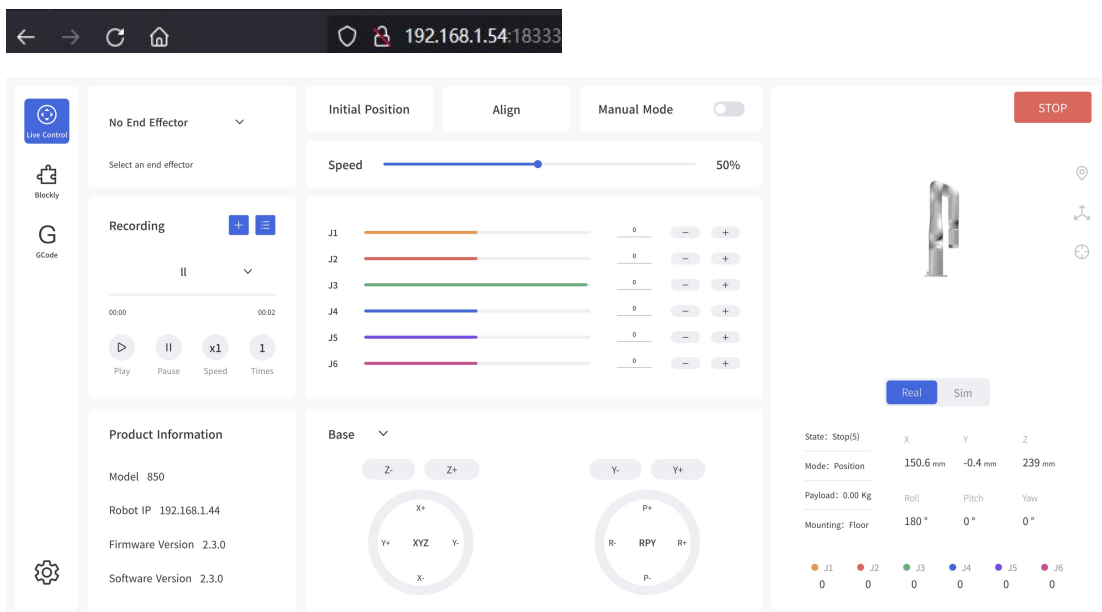 192.168.1.54:18333
Live Control
Blockly
G
GCode
No End Effector
Select an end effector
Initial Position
Align
Manual Mode
STOP
Speed
50%
Recording
+
ll
00:00
00:02
x1
1
Play
Pause
Speed
Times
J1 0 − +
J2 0 − +
J3 0 − +
J4 0 − +
J5 0 − +
J6 0 − +
Real
Sim
Product Information
Model 850
Robot IP 192.168.1.44
Firmware Version 2.3.0
Software Version 2.3.0
Base
Z-
Z+
X+
Y+ XYZ Y-
X-
Y-
Y+
P+
R- RPY R+
P-
State: Stop(5)
Mode: Position
Payload: 0.00 Kg
Mounting: Floor
X Y Z
150.6 mm -0.4 mm 239 mm
Roll Pitch Yaw
180 ° 0 ° 0 °
J1 J2 J3 J4 J5 J6
0 0 0 0 0 0